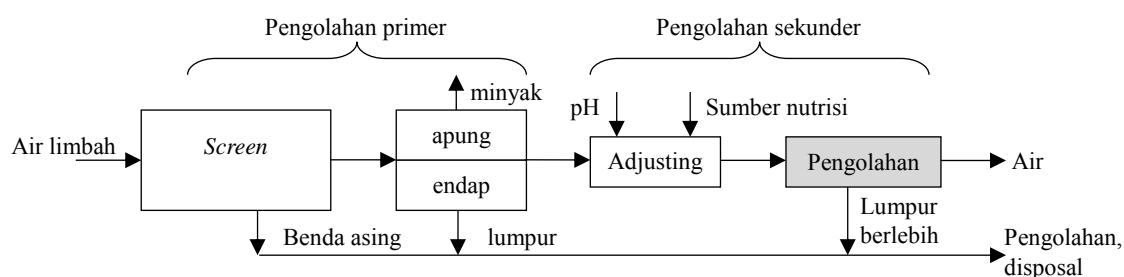 Pengolahan primer
Pengolahan sekunder
minyak
pH
Sumber nutrisi
Air limbah
Screen
apung
endap
Adjusting
Pengolahan
Air
Benda asing
lumpur
Lumpur
berlebih
Pengolahan,
disposal